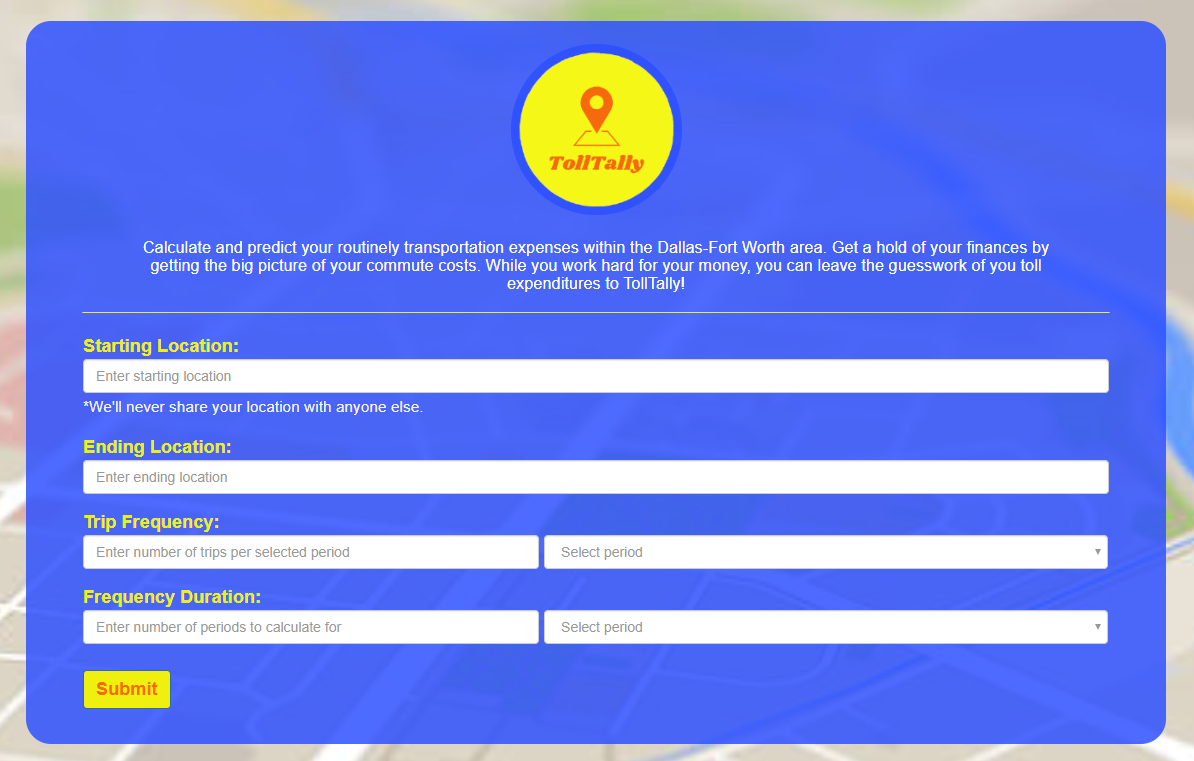 TollTally
Calculate and predict your routinely transportation expenses within the Dallas-Fort Worth area. Get a hold of your finances by
getting the big picture of your commute costs. While you work hard for your money, you can leave the guesswork of you toll
expenditures to TollTally!
Starting Location:
Enter starting location
*We'll never share your location with anyone else.
Ending Location:
Enter ending location
Trip Frequency:
Enter number of trips per selected period Select period
Frequency Duration:
Enter number of periods to calculate for Select period
Submit